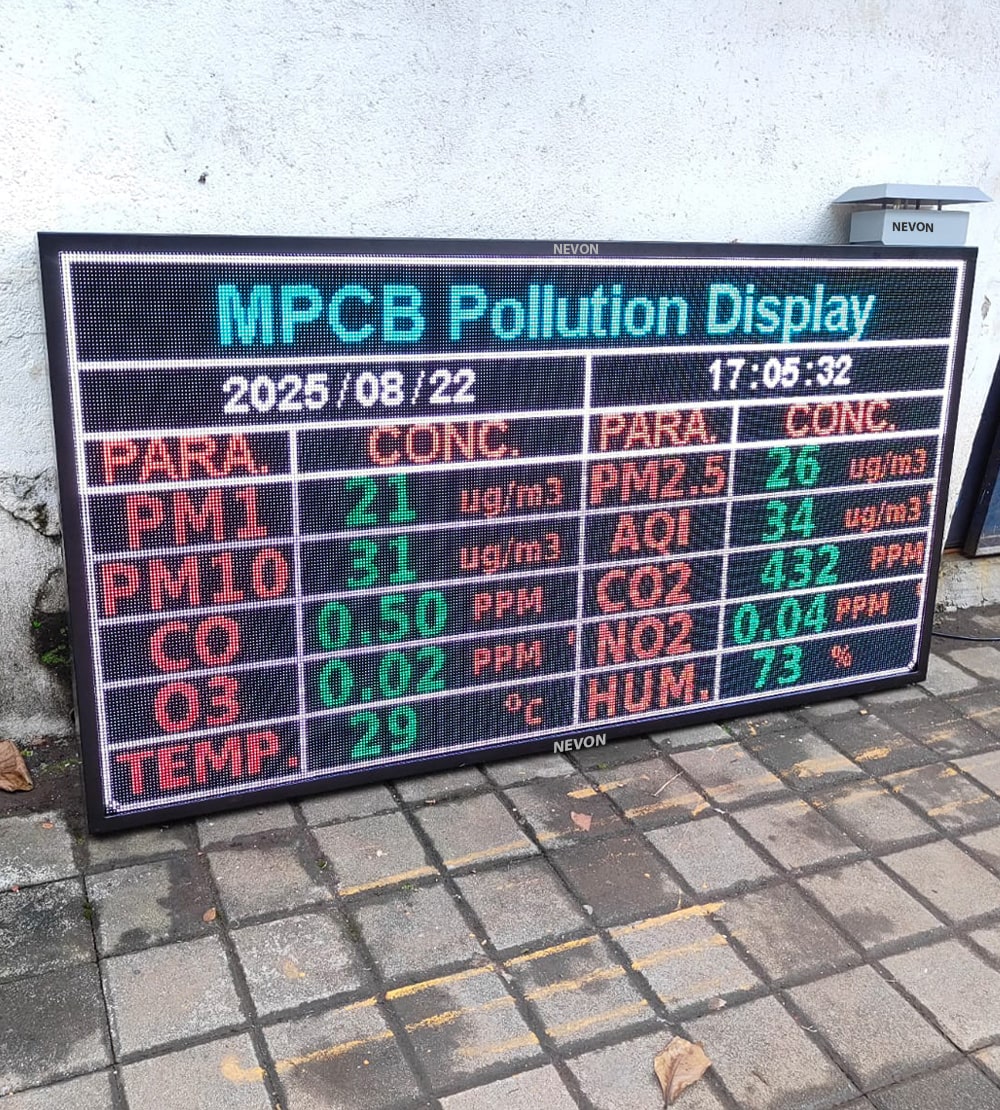 NEVON
NEVON
MPCB Pollution Display
2025/08/22 17:05:32
PARA. CONC. PARA. CONC.
PM1 21 ug/m3 PM2.5 26 ug/m3
PM10 31 ug/m3 AQI 34 ug/m3
CO 0.50 PPM CO2 432 PPM
O3 0.02 PPM NO2 0.04 PPM
TEMP. 29 °C HUM. 73 %
NEVON